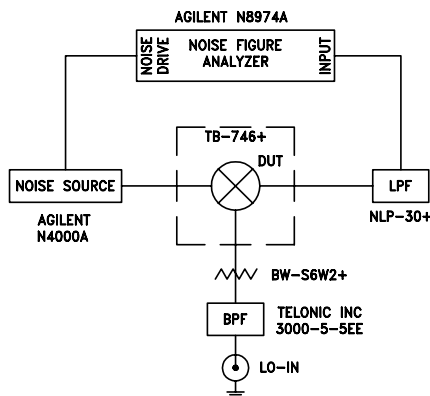 AGILENT N8974A
NOISE DRIVE
NOISE FIGURE
ANALYZER
INPUT
TB-746+
DUT
NOISE SOURCE
LPF
AGILENT
N4000A
NLP-30+
BW-S6W2+
BPF
TELONIC INC
3000-5-5EE
LO-IN